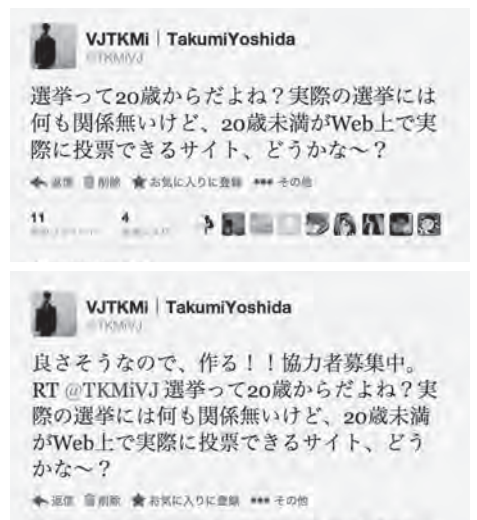 VJTKMi｜TakumiYoshida
@TKMiVJ
選挙って20歳からだよね？実際の選挙には
何も関係無いけど、20歳未満がWeb上で実
際に投票できるサイト、どうかな〜？
返信 削除 お気に入りに登録 その他
11 4
VJTKMi｜TakumiYoshida
@TKMiVJ
良さそうなので、作る！！協力者募集中。
RT @TKMiVJ 選挙って20歳からだよね？実
際の選挙には何も関係無いけど、20歳未満
がWeb上で実際に投票できるサイト、どう
かな〜？
返信 削除 お気に入りに登録 その他